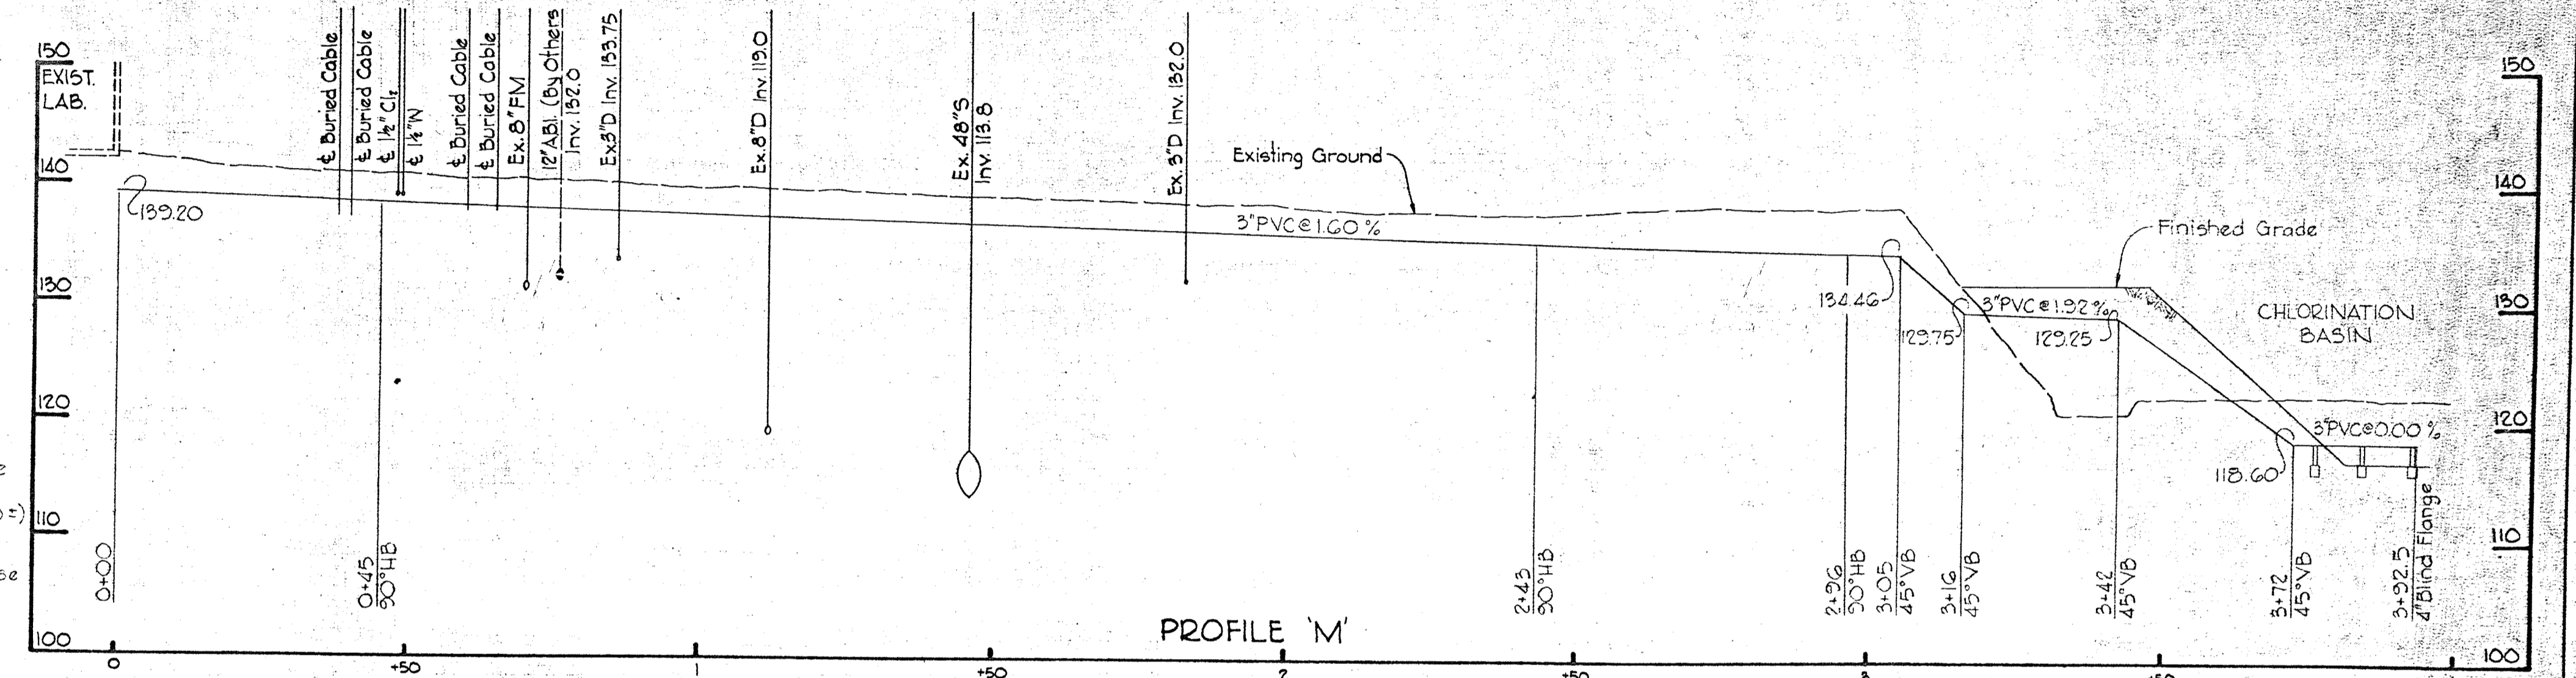 150
EXIST.
LAB.
140
130
120
110
100
139.20
℄ Buried Cable
℄ Buried Cable
℄ 1½" Cl₂
℄ 1½" W
℄ Buried Cable
℄ Buried Cable
Ex. 8" FM
12" ABI. (By Others
Inv. 132.0
Ex 3"D Inv. 133.75
Ex. 8"D Inv. 119.0
Ex. 48"S
Inv. 113.8
Ex. 3"D Inv. 132.0
Existing Ground
3"PVC@1.60 %
Finished Grade
134.46
129.75
3"PVC@1.92%
129.25
CHLORINATION
BASIN
3"PVC@0.00 %
118.60
0+00
0+45
90°HB
2+43
90°HB
2+96
90°HB
3+05
45°VB
3+16
45°VB
3+42
45°VB
3+72
45°VB
3+92.5
4" Blind Flange
150
140
130
120
110
100
PROFILE 'M'
0
+50
1
+50
2
+50
3
+50